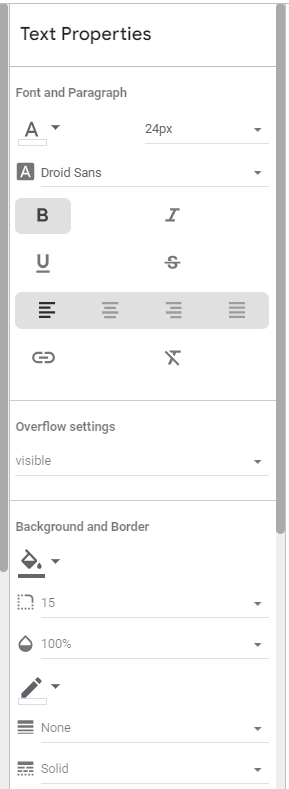 Text Properties
Font and Paragraph
A 24px
A Droid Sans
B I
U S
Overflow settings
visible
Background and Border
15
100%
None
Solid